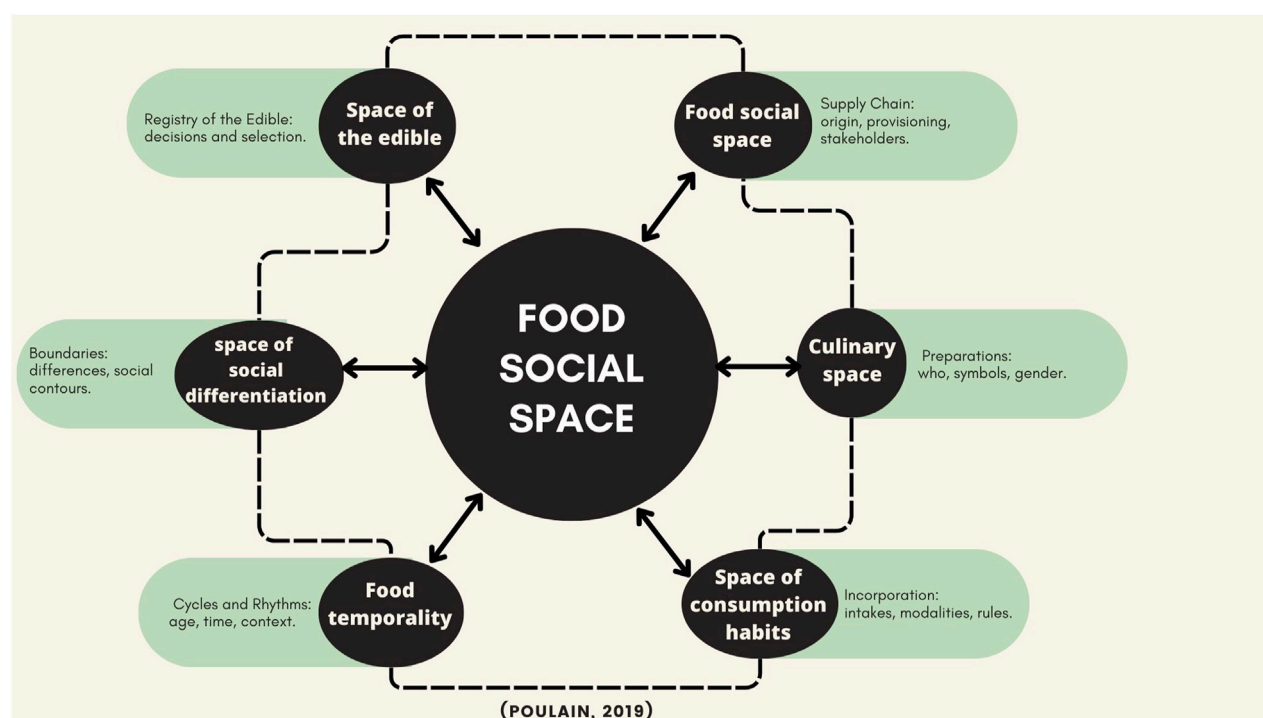 Registry of the Edible:
decisions and selection.
Space of
the edible
Food social
space
Supply Chain:
origin, provisioning,
stakeholders.
Boundaries:
differences, social
contours.
space of
social
differentiation
FOOD
SOCIAL
SPACE
Culinary
space
Preparations:
who, symbols, gender.
Cycles and Rhythms:
age, time, context.
Food
temporality
Space of
consumption
habits
Incorporation:
intakes, modalities, rules.
(POULAIN, 2019)